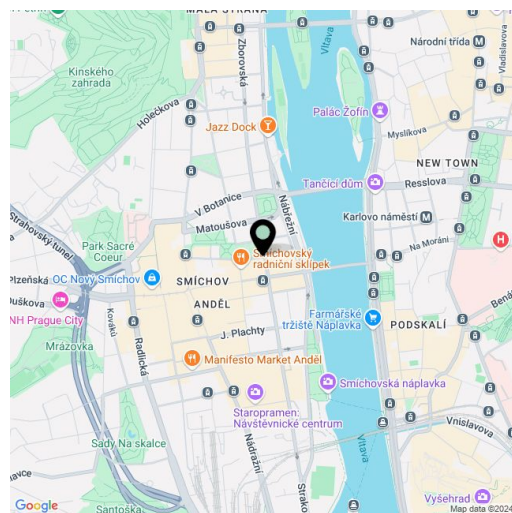 MALÁ STRANA
Kinského
zahrada
Holečkova
Zborovská
Vltava
Národní třída M
Vladislavova
Palác Žofín
Jazz Dock
Myslíkova
NEW TOWN
Tančící dům
Resslova
V Botanice
Nábřežní
Matoušova
Karlovo náměstí M
Strahovský tunel
Park Sacré
Coeur
Na Moráni
H
Smíchovský
radniční sklípek
Plzeňská
OC Nový Smíchov
SMÍCHOV
Duškova
NH Prague City
ANDĚL
Farmářské
tržiště Náplavka
PODSKALÍ
Kováků
Radlická
J. Plachty
Mrázovka
Manifesto Market Anděl
Smíchovská náplavka
Staropramen:
Návštěvnické centrum
Vnislavova
Sady Na skalce
Nádražní
Vltava
Santoška
Vyšehrad
Google
Map data ©2024